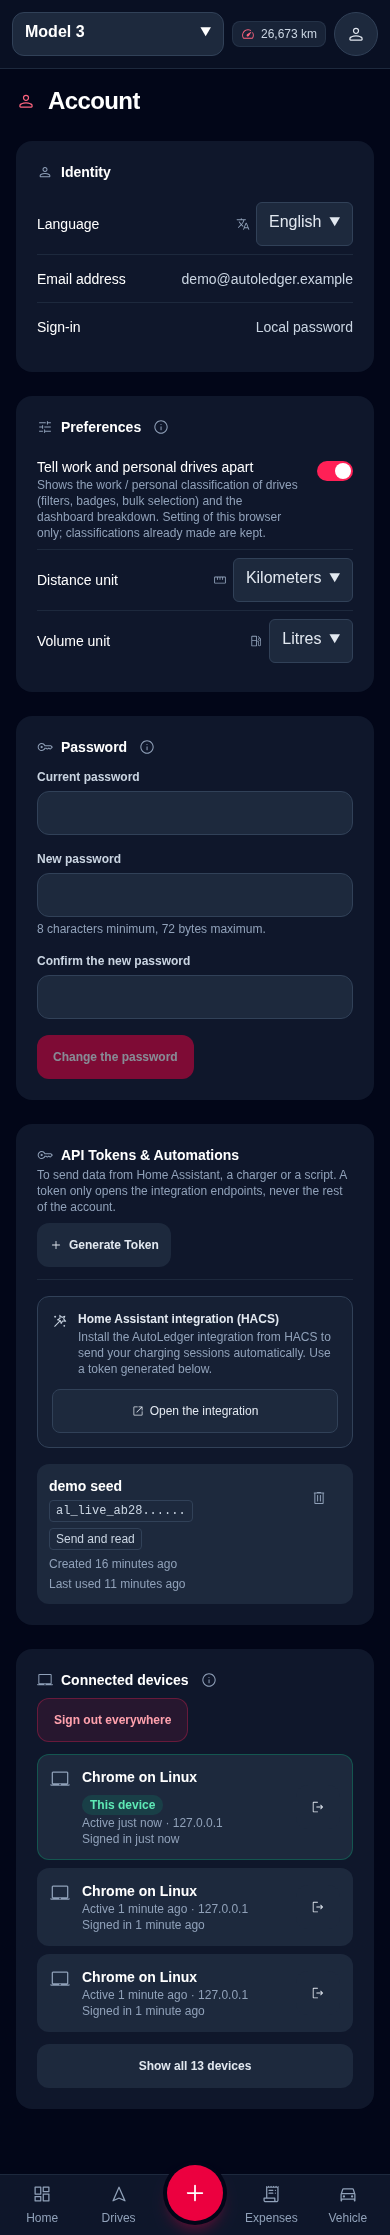 Model 3 ▼ 26,673 km
Account
Identity
Language English ▼
Email address demo@autoledger.example
Sign-in Local password
Preferences
Tell work and personal drives apart
Shows the work / personal classification of drives
(filters, badges, bulk selection) and the
dashboard breakdown. Setting of this browser
only; classifications already made are kept.
Distance unit Kilometers ▼
Volume unit Litres ▼
Password
Current password
New password
8 characters minimum, 72 bytes maximum.
Confirm the new password
Change the password
API Tokens & Automations
To send data from Home Assistant, a charger or a script. A
token only opens the integration endpoints, never the rest
of the account.
Generate Token
Home Assistant integration (HACS)
Install the AutoLedger integration from HACS to
send your charging sessions automatically. Use
a token generated below.
Open the integration
demo seed
al_live_ab28......
Send and read
Created 16 minutes ago
Last used 11 minutes ago
Connected devices
Sign out everywhere
Chrome on Linux
This device
Active just now · 127.0.0.1
Signed in just now
Chrome on Linux
Active 1 minute ago · 127.0.0.1
Signed in 1 minute ago
Chrome on Linux
Active 1 minute ago · 127.0.0.1
Signed in 1 minute ago
Show all 13 devices
Home Drives Expenses Vehicle